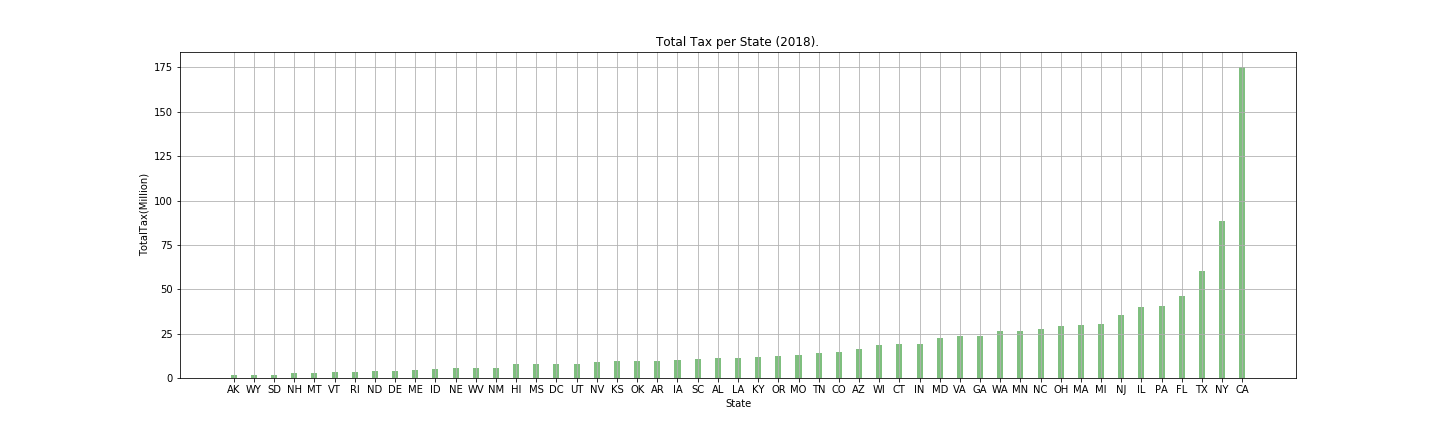 Total Tax per State (2018).
TotalTax(Million)
175
150
125
100
75
50
25
0
AK WY SD NH MT VT RI ND DE ME ID NE WV NM HI MS DC UT NV KS OK AR IA SC AL LA KY OR MO TN CO AZ WI CT IN MD VA GA WA MN NC OH MA MI NJ IL PA FL TX NY CA
State